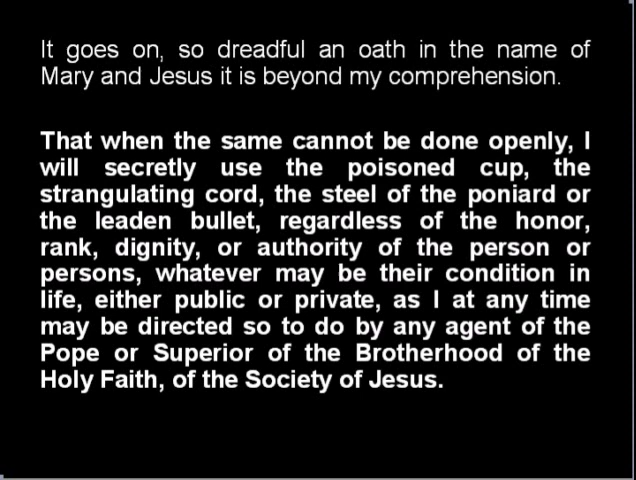 It goes on, so dreadful an oath in the name of
Mary and Jesus it is beyond my comprehension.
That when the same cannot be done openly, I
will secretly use the poisoned cup, the
strangulating cord, the steel of the poniard or
the leaden bullet, regardless of the honor,
rank, dignity, or authority of the person or
persons, whatever may be their condition in
life, either public or private, as I at any time
may be directed so to do by any agent of the
Pope or Superior of the Brotherhood of the
Holy Faith, of the Society of Jesus.